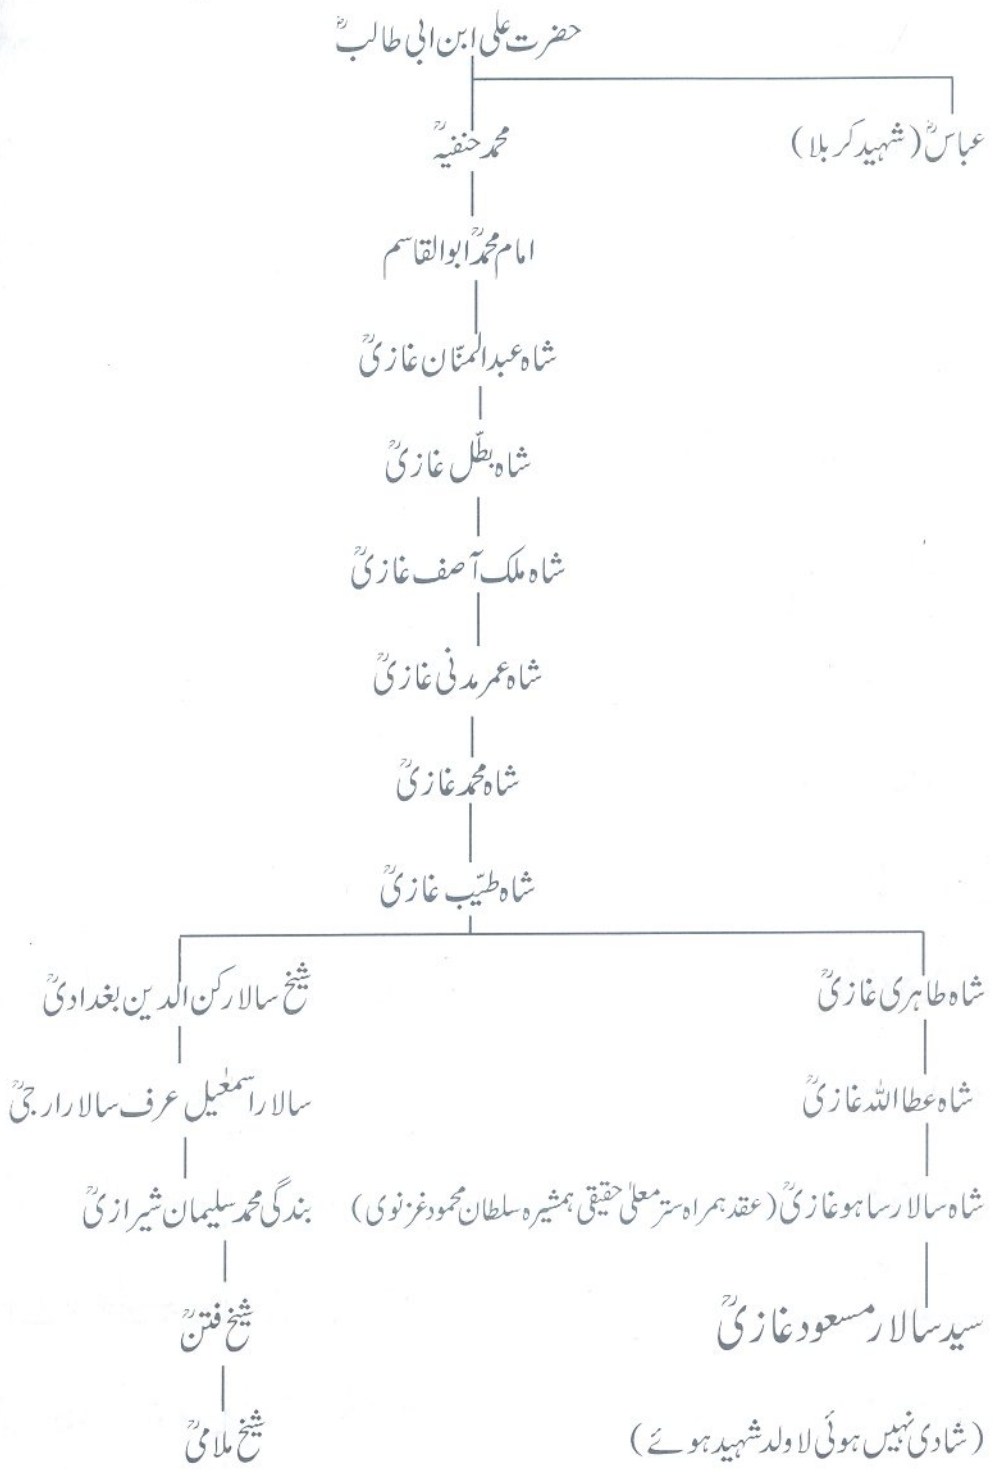 حضرت علی ابن ابی طالبؓ
عباسؓ (شہید کربلا)
محمد حنفیہؒ
امام محمدؒ ابوالقاسم
شاہ عبدالمنّان غازیؒ
شاہ بطّل غازیؒ
شاہ ملک آصف غازیؒ
شاہ عمر مدنی غازیؒ
شاہ محمد غازیؒ
شاہ طیّب غازیؒ
شاہ طاہری غازیؒ
شیخ سالار رکن الدین بغدادیؒ
شاہ عطااللہ غازیؒ
سالار اسمٰعیل عرف سالار ارجیؒ
شاہ سالار ساہو غازیؒ (عقد ہمراہ ستر معلیٰ حقیقی ہمشیرہ سلطان محمود غزنوی)
بندگی محمد سلیمان شیرازیؒ
سید سالار مسعود غازیؒ
شیخ فتنؒ
(شادی نہیں ہوئی لاولد شہید ہوئے)
شیخ ملامیؒ